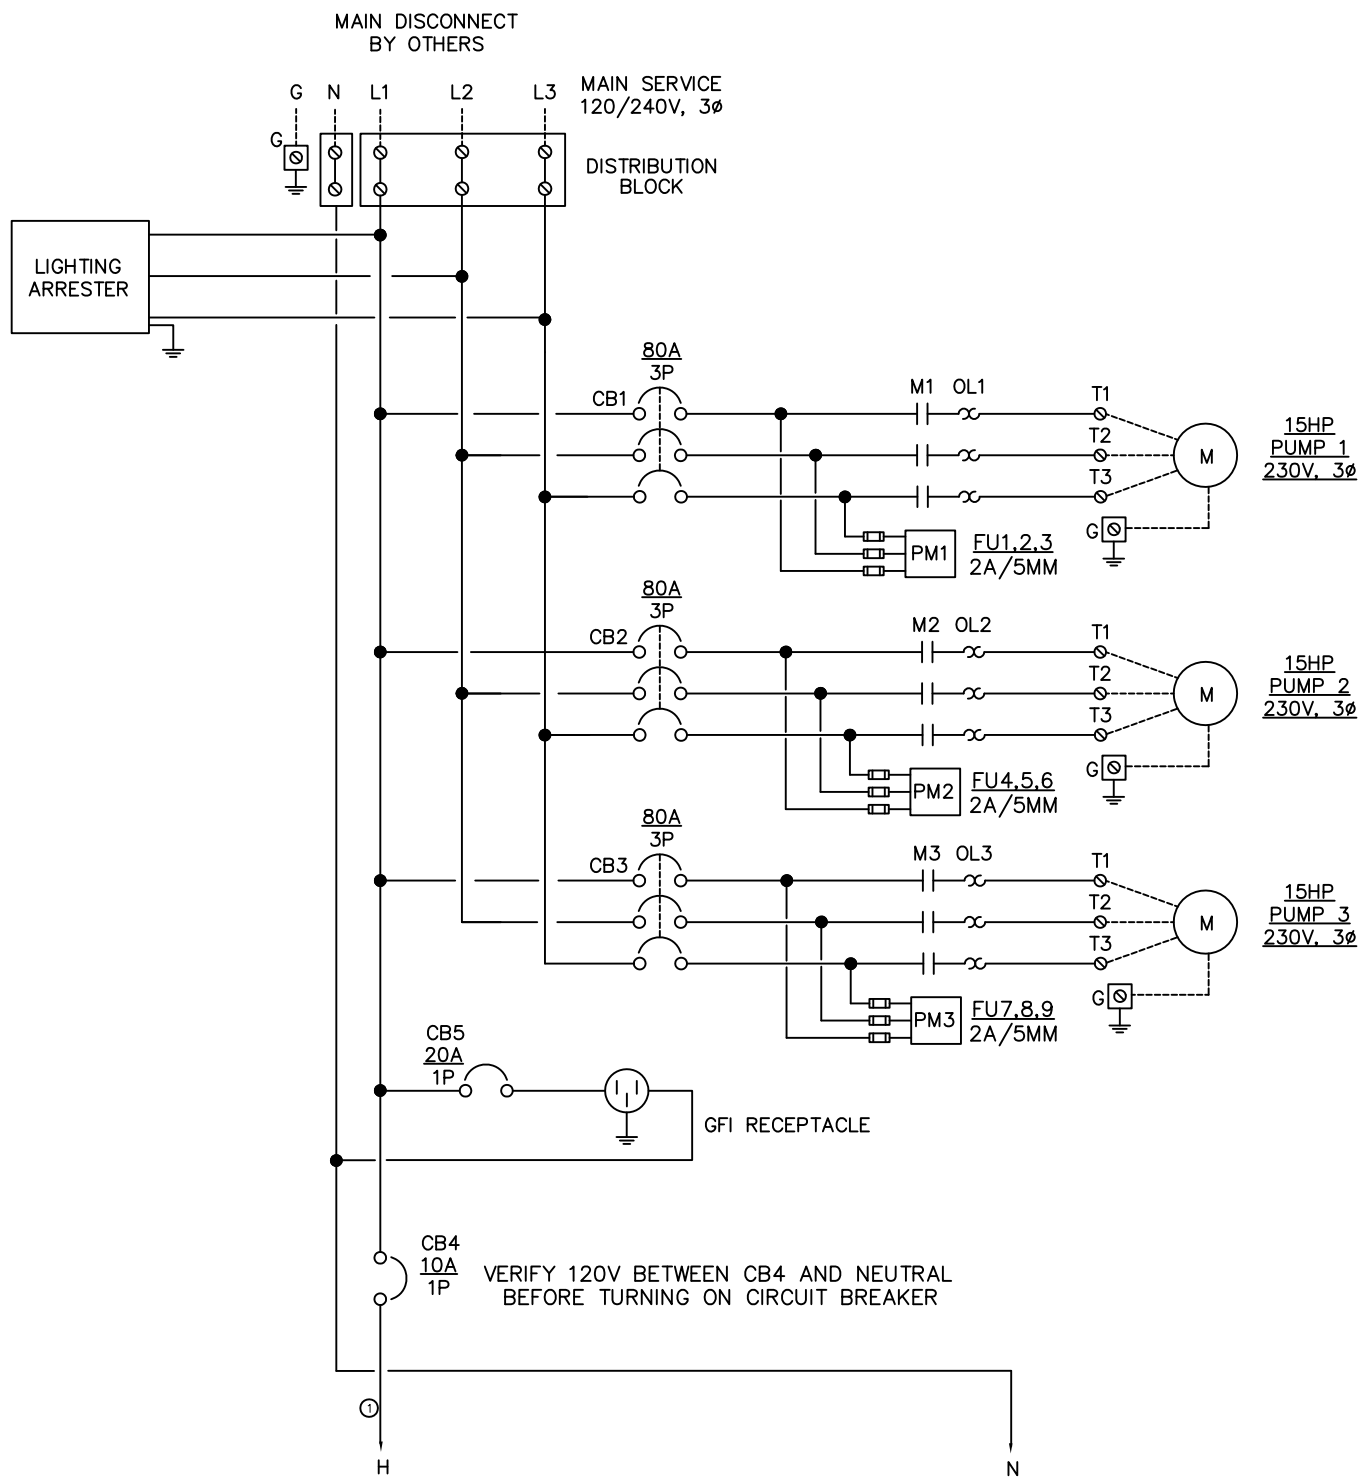 MAIN DISCONNECT
BY OTHERS
G N L1 L2 L3
MAIN SERVICE
120/240V, 3ø
G
DISTRIBUTION
BLOCK
LIGHTING
ARRESTER
80A
3P
CB1
M1 OL1
T1
T2
T3
M
15HP
PUMP 1
230V, 3ø
G
PM1
FU1,2,3
2A/5MM
80A
3P
CB2
M2 OL2
T1
T2
T3
M
15HP
PUMP 2
230V, 3ø
G
PM2
FU4,5,6
2A/5MM
80A
3P
CB3
M3 OL3
T1
T2
T3
M
15HP
PUMP 3
230V, 3ø
G
PM3
FU7,8,9
2A/5MM
CB5
20A
1P
GFI RECEPTACLE
CB4
10A
1P
VERIFY 120V BETWEEN CB4 AND NEUTRAL
BEFORE TURNING ON CIRCUIT BREAKER
1
H
N